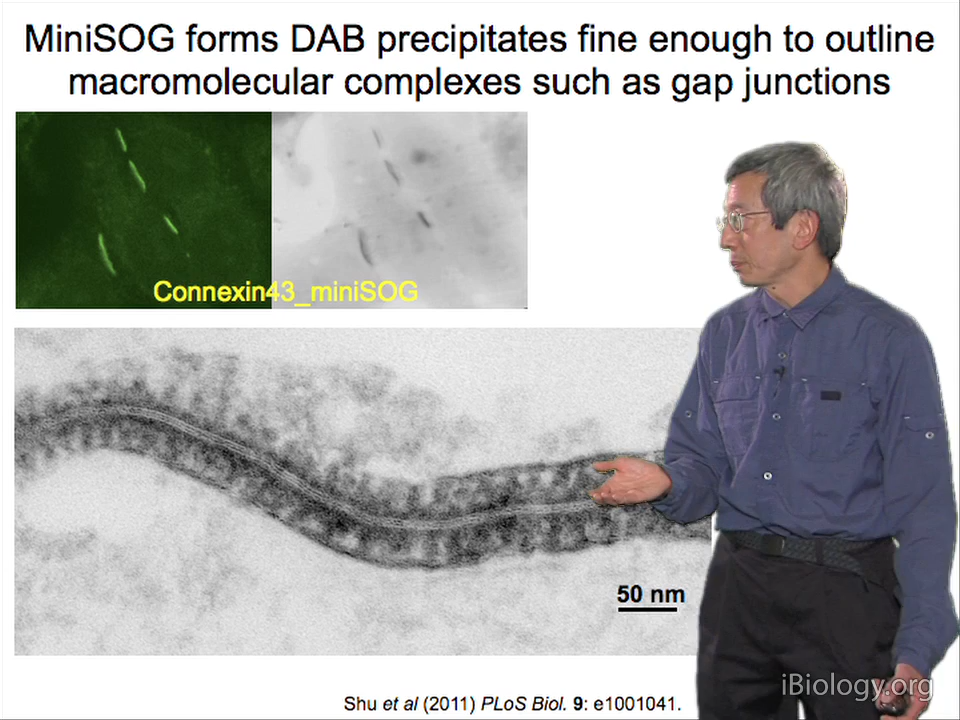 MiniSOG forms DAB precipitates fine enough to outline
macromolecular complexes such as gap junctions
Connexin43_miniSOG
50 nm
Shu et al (2011) PLoS Biol. 9: e1001041.
iBiology.org